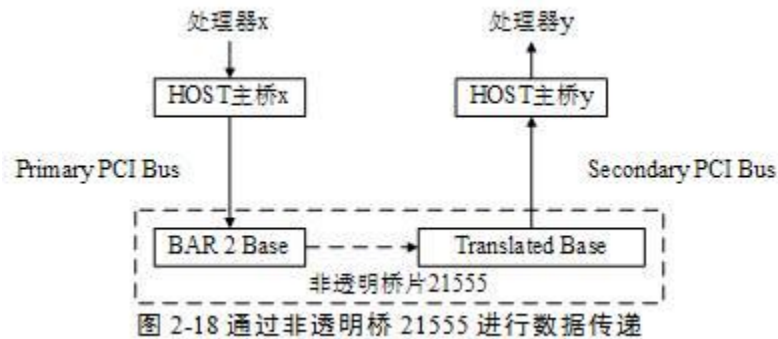 处理器x 处理器y
HOST主桥x HOST主桥y
Primary PCI Bus Secondary PCI Bus
BAR 2 Base Translated Base
非透明桥片21555
图 2-18 通过非透明桥 21555 进行数据传递